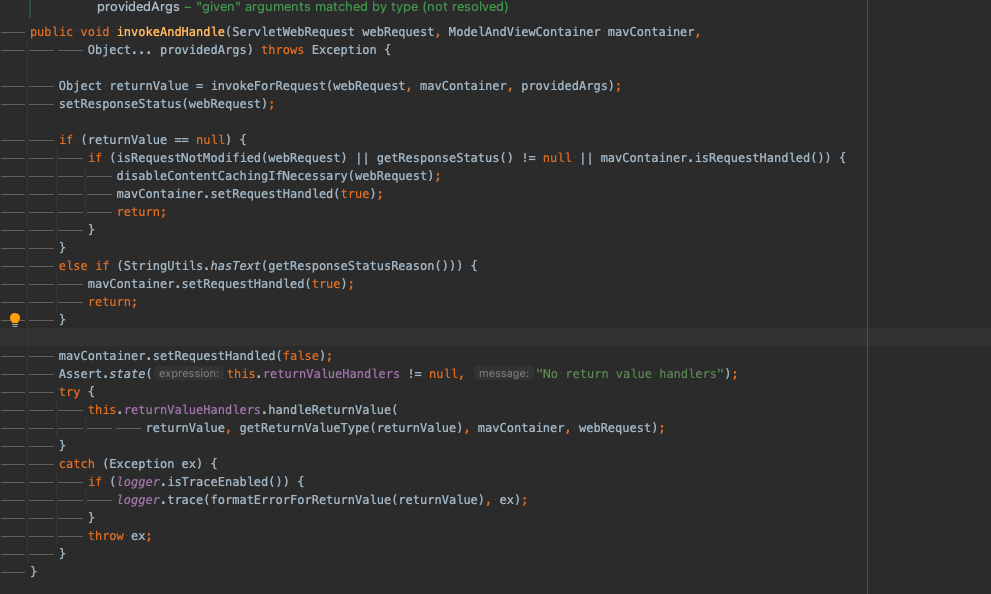 providedArgs – "given" arguments matched by type (not resolved)
public void invokeAndHandle(ServletWebRequest webRequest, ModelAndViewContainer mavContainer,
Object... providedArgs) throws Exception {
Object returnValue = invokeForRequest(webRequest, mavContainer, providedArgs);
setResponseStatus(webRequest);
if (returnValue == null) {
if (isRequestNotModified(webRequest) || getResponseStatus() != null || mavContainer.isRequestHandled()) {
disableContentCachingIfNecessary(webRequest);
mavContainer.setRequestHandled(true);
return;
}
}
else if (StringUtils.hasText(getResponseStatusReason())) {
mavContainer.setRequestHandled(true);
return;
}
mavContainer.setRequestHandled(false);
Assert.state( expression: this.returnValueHandlers != null, message: "No return value handlers");
try {
this.returnValueHandlers.handleReturnValue(
returnValue, getReturnValueType(returnValue), mavContainer, webRequest);
}
catch (Exception ex) {
if (logger.isTraceEnabled()) {
logger.trace(formatErrorForReturnValue(returnValue), ex);
}
throw ex;
}
}